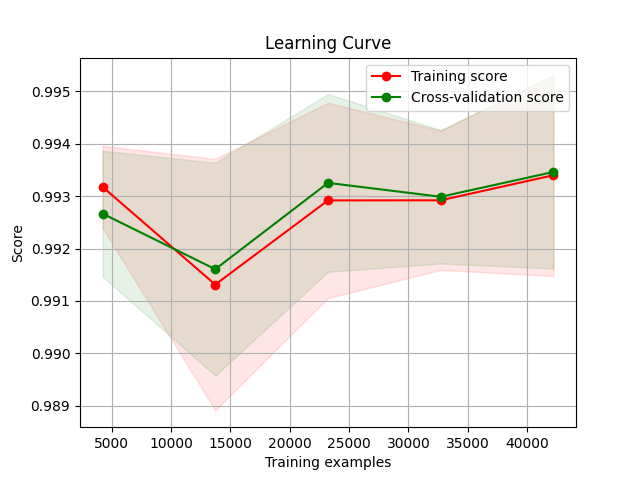 Learning Curve
Training score
Cross-validation score
0.995
0.994
0.993
0.992
0.991
0.990
0.989
Score
5000 10000 15000 20000 25000 30000 35000 40000
Training examples